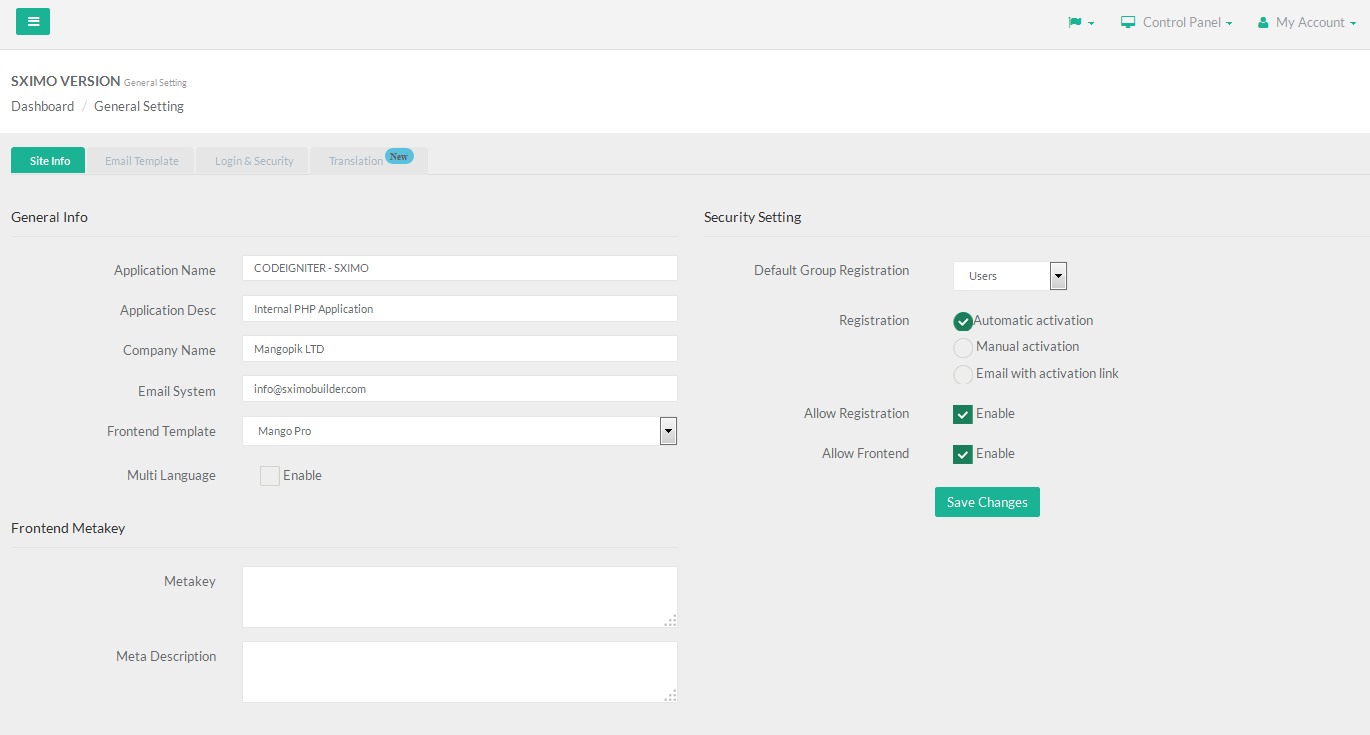 Control Panel
My Account
SXIMO VERSION General Setting
Dashboard / General Setting
Site Info
Email Template
Login & Security
Translation New
General Info
Application Name CODEIGNITER - SXIMO
Application Desc Internal PHP Application
Company Name Mangopik LTD
Email System info@sximobuilder.com
Frontend Template Mango Pro
Multi Language Enable
Frontend Metakey
Metakey
Meta Description
Security Setting
Default Group Registration Users
Registration Automatic activation
Manual activation
Email with activation link
Allow Registration Enable
Allow Frontend Enable
Save Changes